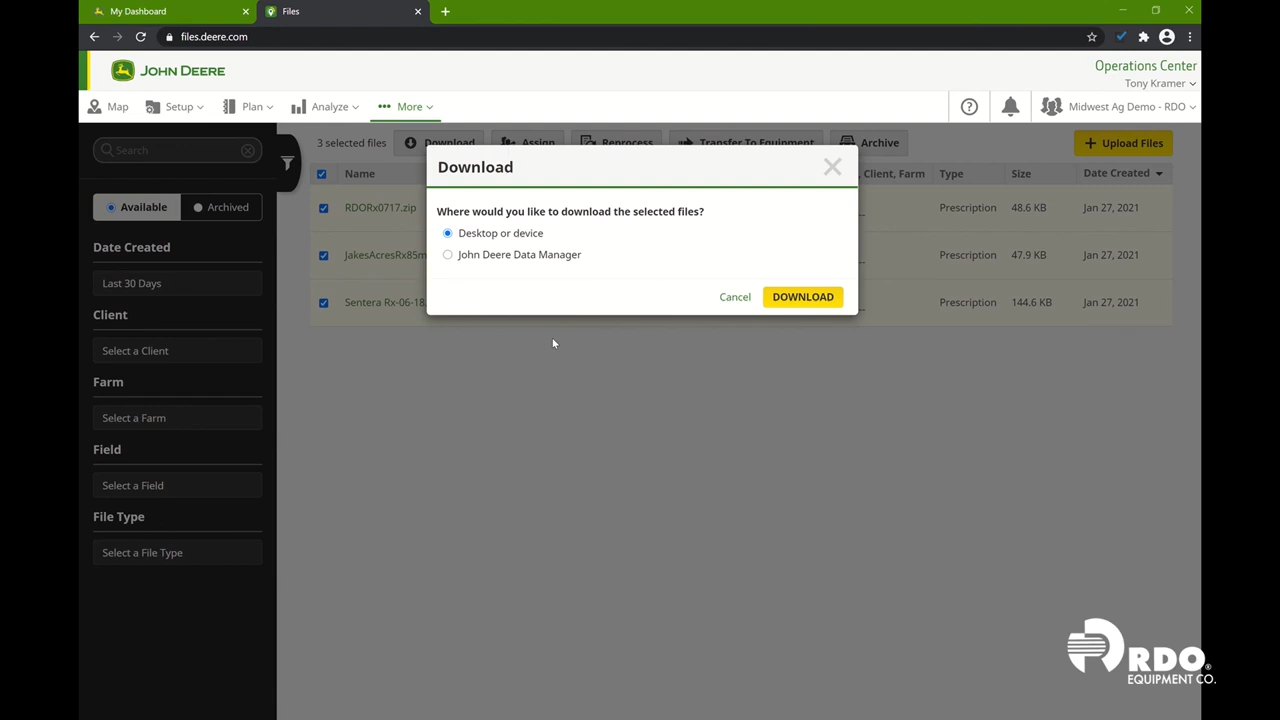 My Dashboard
Files
files.deere.com
JOHN DEERE
Operations Center
Tony Kramer
Map
Setup
Plan
Analyze
More
Midwest Ag Demo - RDO
Search
Available
Archived
Date Created
Last 30 Days
Client
Select a Client
Farm
Select a Farm
Field
Select a Field
File Type
Select a File Type
3 selected files
Download
Assign
Reprocess
Transfer To Equipment
Archive
Upload Files
Name
, Client, Farm
Type
Size
Date Created
RDORx0717.zip
Prescription
48.6 KB
Jan 27, 2021
JakesAcresRx85m
Prescription
47.9 KB
Jan 27, 2021
Sentera Rx-06-18
Prescription
144.6 KB
Jan 27, 2021
Download
Where would you like to download the selected files?
Desktop or device
John Deere Data Manager
Cancel
DOWNLOAD
RDO®
EQUIPMENT CO.